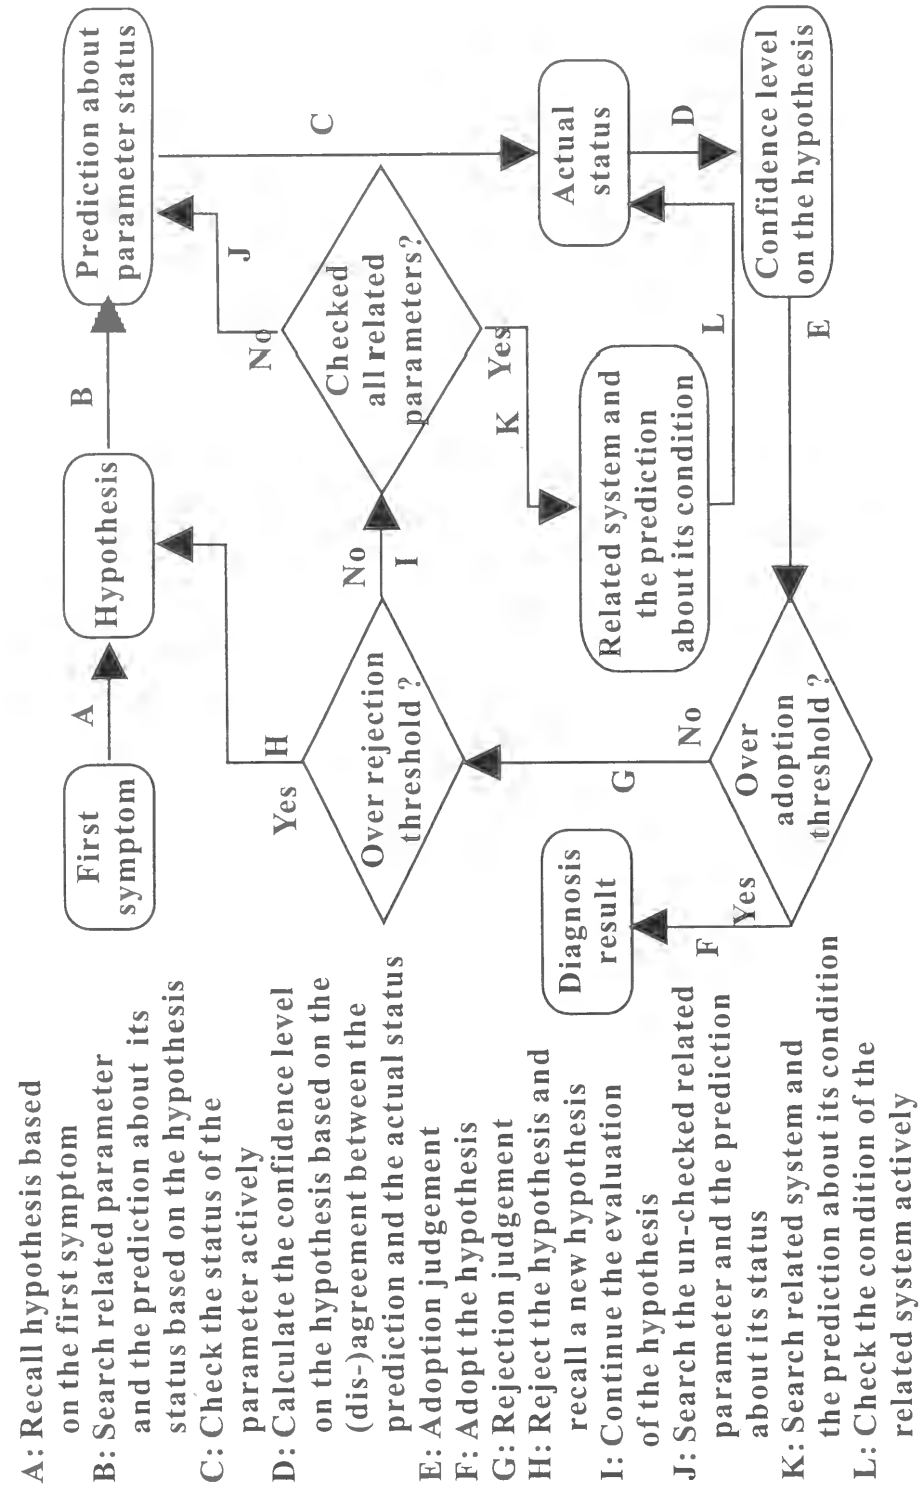 First
symptom
A
Hypothesis
B
Prediction about
parameter status
H
Yes
J
No
C
Over rejection
threshold ?
No
I
Checked
all related
parameters?
K
Yes
Diagnosis
result
Actual
status
Related system and
the prediction
about its condition
G
F
Yes
No
L
D
Over
adoption
threshold ?
E
Confidence level
on the hypothesis
A: Recall hypothesis based
on the first symptom
B: Search related parameter
and the prediction about its
status based on the hypothesis
C: Check the status of the
parameter actively
D: Calculate the confidence level
on the hypothesis based on the
(dis-)agreement between the
prediction and the actual status
E: Adoption judgement
F: Adopt the hypothesis
G: Rejection judgement
H: Reject the hypothesis and
recall a new hypothesis
I: Continue the evaluation
of the hypothesis
J: Search the un-checked related
parameter and the prediction
about its status
K: Search related system and
the prediction about its condition
L: Check the condition of the
related system actively